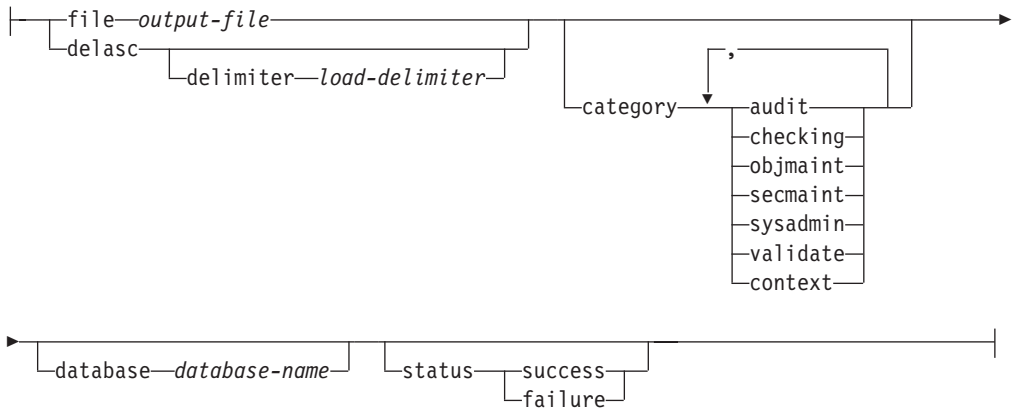 file output-file
delasc
delimiter load-delimiter
,
category audit
checking
objmaint
secmaint
sysadmin
validate
context
database database-name status success
failure